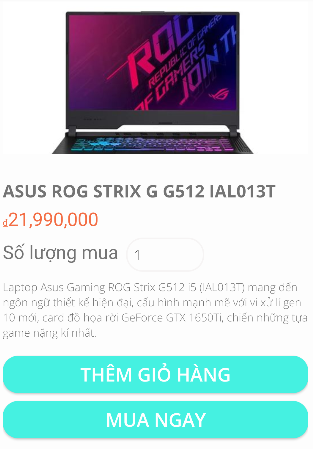 ROG
REPUBLIC OF
GAMERS
JOIN TH
ASUS ROG STRIX G G512 IAL013T
₫21,990,000
Số lượng mua 1
Laptop Asus Gaming ROG Strix G512 i5 (IAL013T) mang dến
ngôn ngữ thiết kế hiện đại, cấu hình mạnh mẽ với vi xử lí gen
10 mới, card đồ họa rời GeForce GTX 1650Ti, chiến những tựa
game nặng kí nhất.
THÊM GIỎ HÀNG
MUA NGAY